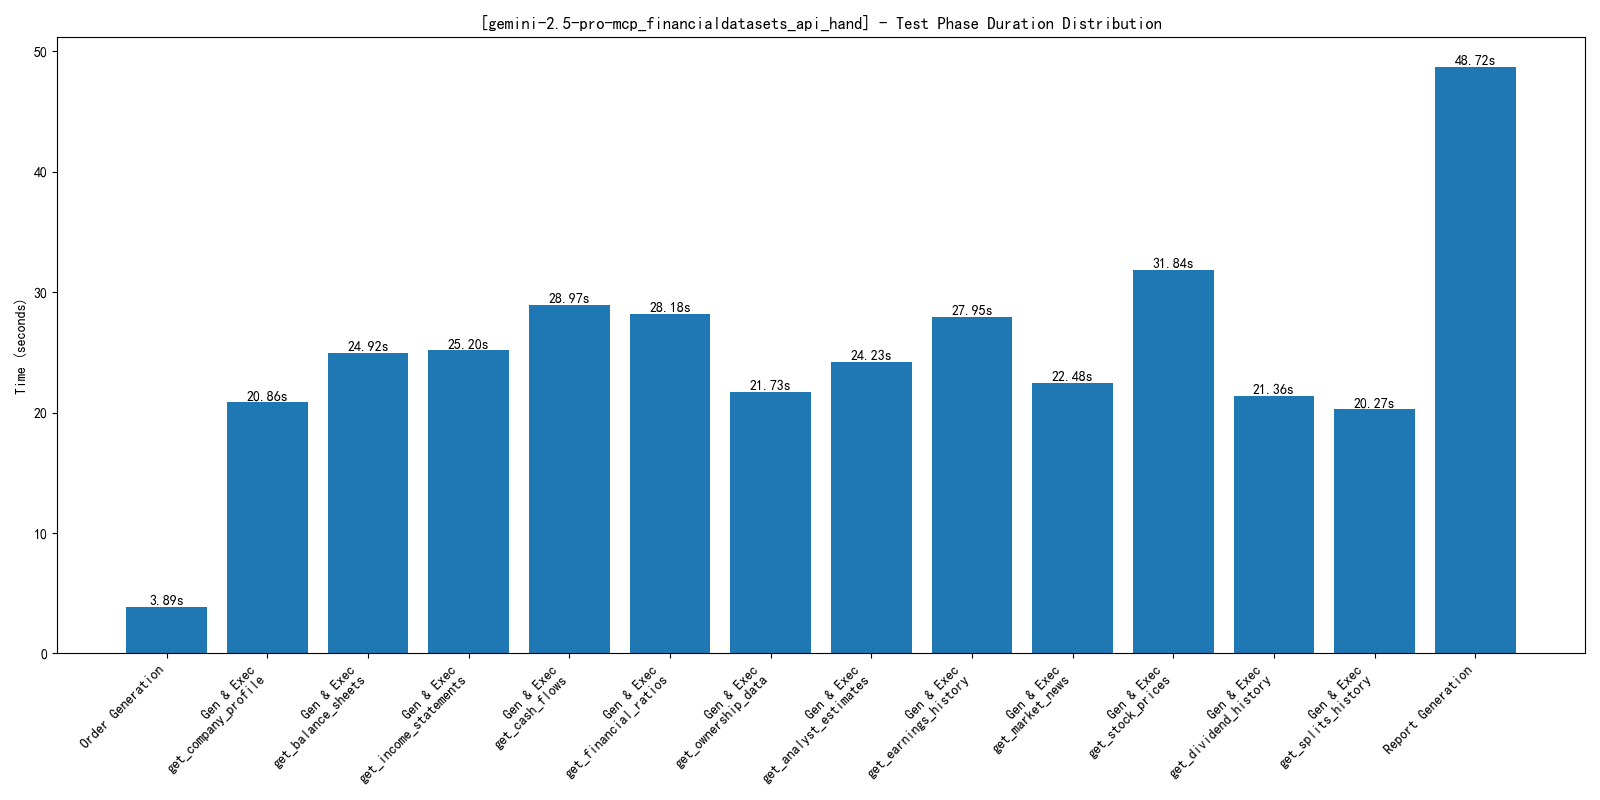 [gemini-2.5-pro-mcp_financialdatasets_api_hand] - Test Phase Duration Distribution
Time (seconds)
50
40
30
20
10
0
3.89s
20.86s
24.92s
25.20s
28.97s
28.18s
21.73s
24.23s
27.95s
22.48s
31.84s
21.36s
20.27s
48.72s
Order Generation
Gen & Exec
get_company_profile
Gen & Exec
get_balance_sheets
Gen & Exec
get_income_statements
Gen & Exec
get_cash_flows
Gen & Exec
get_financial_ratios
Gen & Exec
get_ownership_data
Gen & Exec
get_analyst_estimates
Gen & Exec
get_earnings_history
Gen & Exec
get_market_news
Gen & Exec
get_stock_prices
Gen & Exec
get_dividend_history
Gen & Exec
get_splits_history
Report Generation